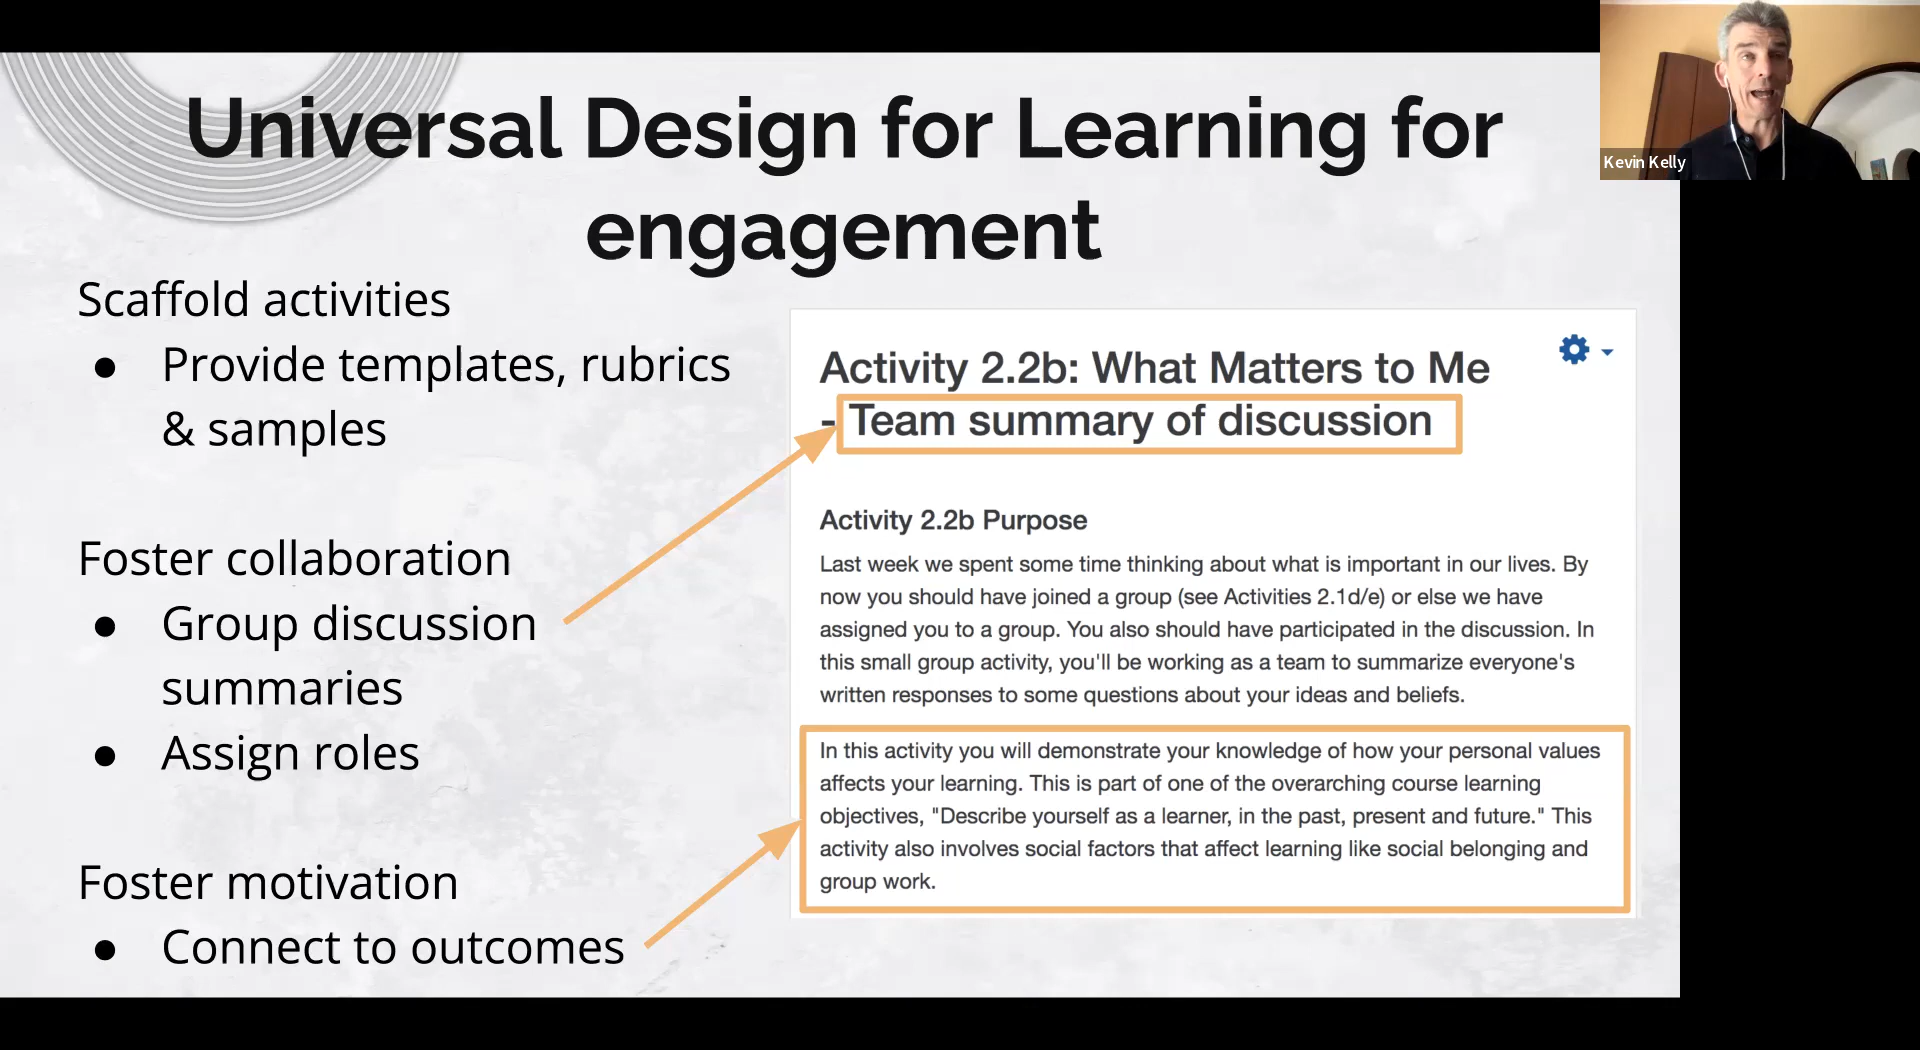 Universal Design for Learning for
engagement
Scaffold activities
● Provide templates, rubrics
& samples
Foster collaboration
● Group discussion
summaries
● Assign roles
Foster motivation
● Connect to outcomes
Activity 2.2b: What Matters to Me
- Team summary of discussion
Activity 2.2b Purpose
Last week we spent some time thinking about what is important in our lives. By
now you should have joined a group (see Activities 2.1d/e) or else we have
assigned you to a group. You also should have participated in the discussion. In
this small group activity, you'll be working as a team to summarize everyone's
written responses to some questions about your ideas and beliefs.
In this activity you will demonstrate your knowledge of how your personal values
affects your learning. This is part of one of the overarching course learning
objectives, "Describe yourself as a learner, in the past, present and future." This
activity also involves social factors that affect learning like social belonging and
group work.
Kevin Kelly